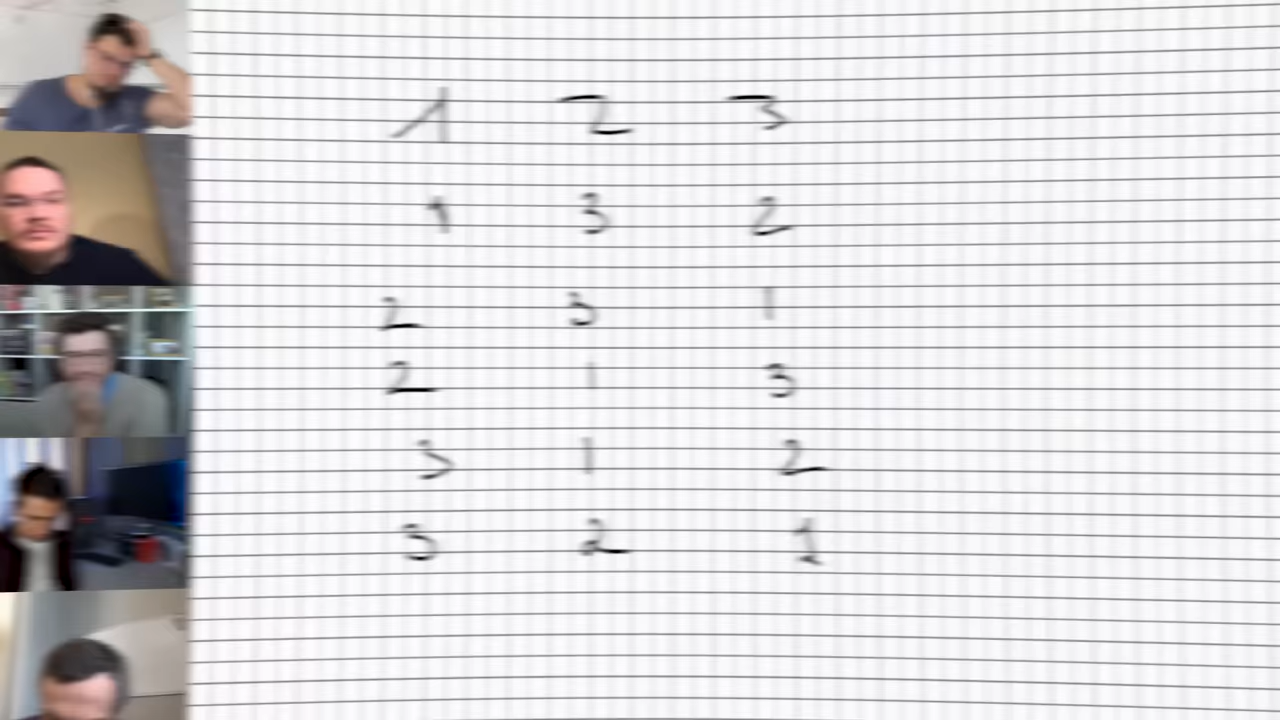 1 2 3
1 3 2
2 3 1
2 1 3
3 1 2
3 2 1